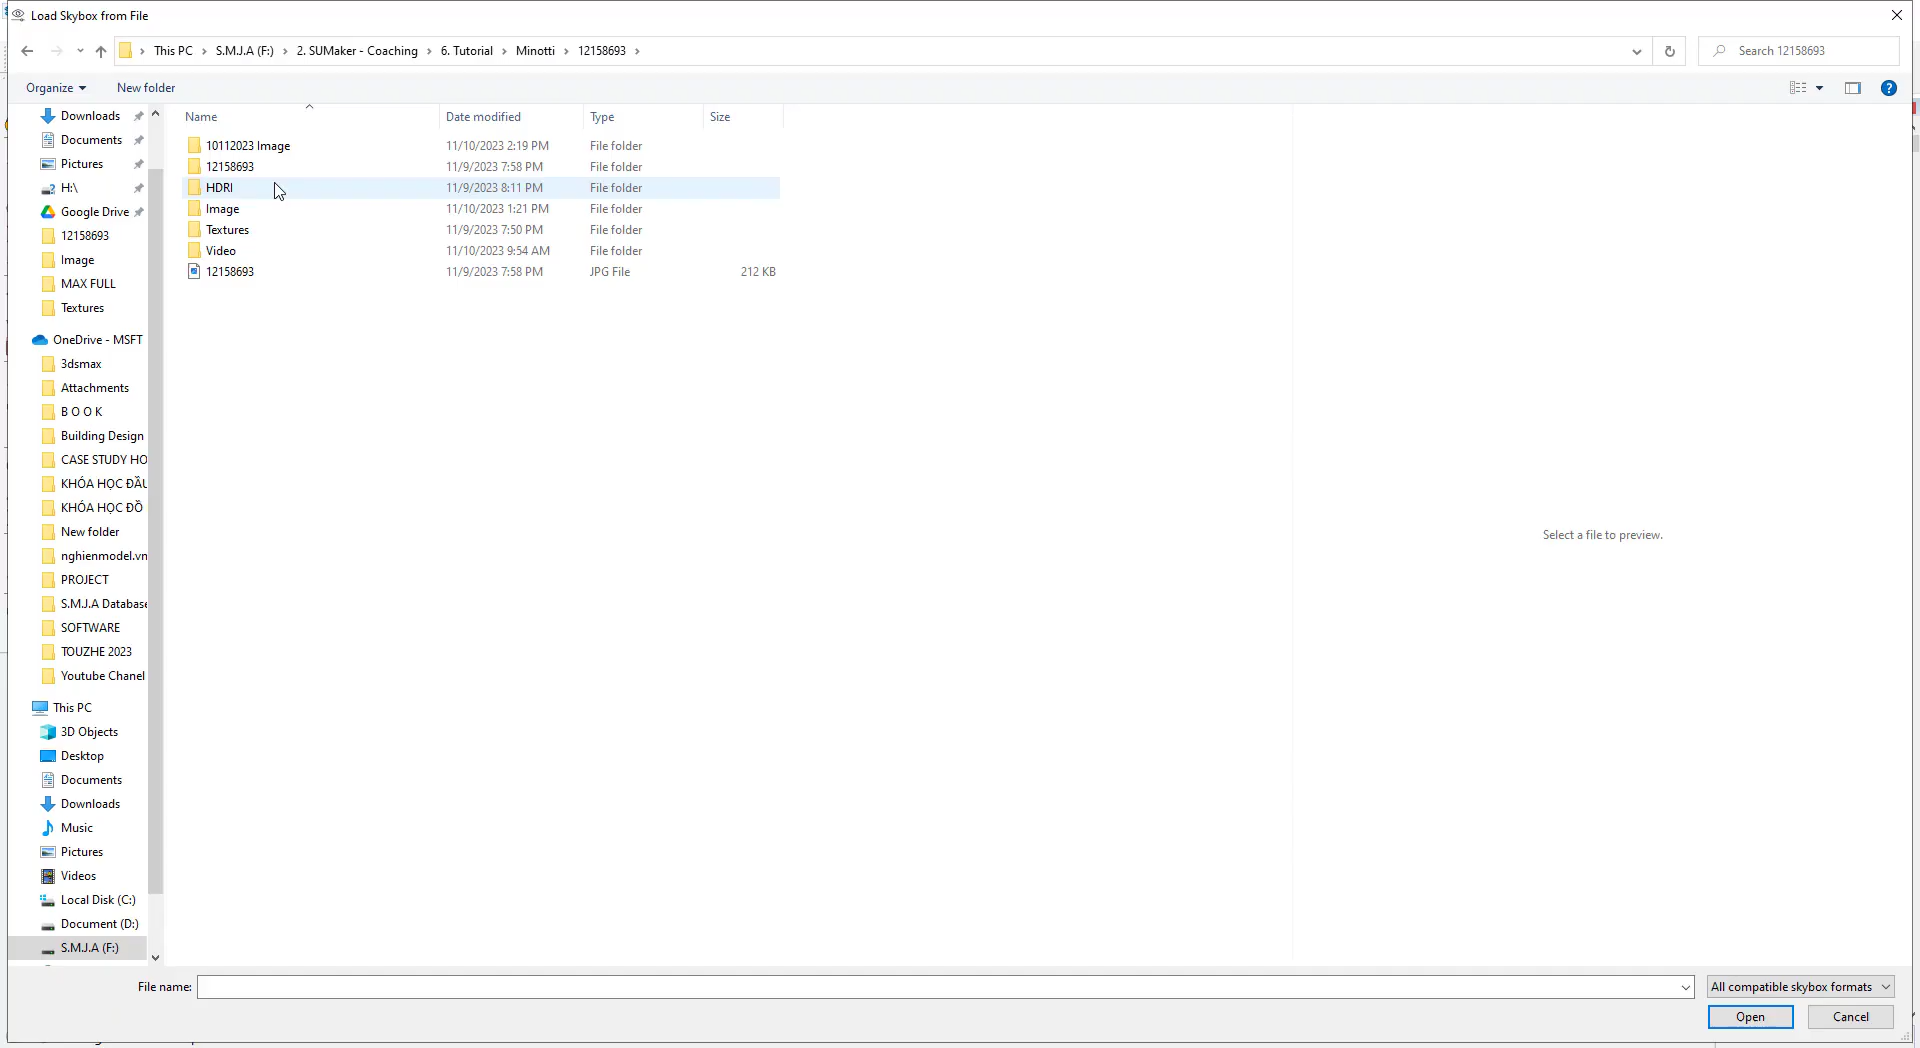 Load Skybox from File
This PC > S.M.J.A (F:) > 2. SUMaker - Coaching > 6. Tutorial > Minotti > 12158693 >
Search 12158693
Organize
New folder
Downloads
Documents
Pictures
H:\
Google Drive
12158693
Image
MAX FULL
Textures
OneDrive - MSFT
3dsmax
Attachments
B O O K
Building Design
CASE STUDY HO
KHÓA HỌC ĐẦU
KHÓA HỌC ĐỒ
New folder
nghienmodel.vn
PROJECT
S.M.J.A Database
SOFTWARE
TOUZHE 2023
Youtube Chanel
This PC
3D Objects
Desktop
Documents
Downloads
Music
Pictures
Videos
Local Disk (C:)
Document (D:)
S.M.J.A (F:)
Name Date modified Type Size
10112023 Image 11/10/2023 2:19 PM File folder
12158693 11/9/2023 7:58 PM File folder
HDRI 11/9/2023 8:11 PM File folder
Image 11/10/2023 1:21 PM File folder
Textures 11/9/2023 7:50 PM File folder
Video 11/10/2023 9:54 AM File folder
12158693 11/9/2023 7:58 PM JPG File 212 KB
Select a file to preview.
File name:
All compatible skybox formats
Open
Cancel